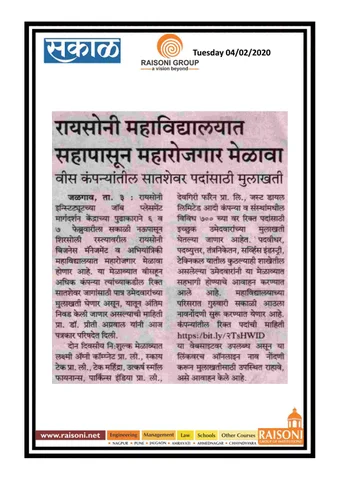 सकाळ
RAISONI GROUP
a vision beyond
Tuesday 04/02/2020
रायसोनी महाविद्यालयात
सहापासून महारोजगार मेळावा
वीस कंपन्यांतील सातशेवर पदांसाठी मुलाखती
जळगाव, ता. ३ : रायसोनी
इन्स्टिट्यूटच्या जॉब प्लेसमेंट
मार्गदर्शन केंद्राच्या पुढाकाराने ६ व
७ फेब्रुवारीला सकाळी नऊपासून
शिरसोली रस्त्यावरील रायसोनी
बिजनेस मॅनेजमेंट व अभियांत्रिकी
महाविद्यालयात महारोजगार मेळावा
होणार आहे. या मेळाव्यात वीसहून
अधिक कंपन्या त्यांच्याकडील रिक्त
सातशेवर जागांसाठी पात्र उमेदवारांच्या
मुलाखती घेणार असून, यातून अंतिम
निवड केली जाणार असल्याची माहिती
प्रा. डॉ. प्रीती अग्रवाल यांनी आज
पत्रकार परिषदेत दिली.
दोन दिवसीय निःशुल्क मेळाव्यात
लक्ष्मी अॅग्नी कॉम्पोनंट प्रा. लि., स्काय
टेक प्रा. लि., टेक महिंद्रा, उत्कर्ष स्मॉल
फायनान्स, पार्किन्स इंडिया प्रा. लि.,
देवगिरी फॉरेन प्रा. लि., जस्ट डायल
लिमिटेड आदी कंपन्या व संस्थांमधील
विविध ७०० च्या वर रिक्त पदांसाठी
इच्छुक उमेदवारांच्या मुलाखती
घेतल्या जाणार आहेत. पदवीधर,
पदव्युत्तर, तंत्रनिकेतन, सर्व्हिस इंडस्ट्री,
टेक्निकल यातील कुठल्याही शाखेतील
असलेल्या उमेदवारांनी या मेळाव्यात
सहभागी होण्याचे आवाहन करण्यात
आले आहे. महाविद्यालयाच्या
परिसरात गुरुवारी सकाळी आठला
नावनोंदणी सुरू करण्यात येणार आहे.
कंपन्यांतील रिक्त पदांची माहिती
https://bit.ly/2TsHWID
या वेबसाइटवर उपलब्ध असून या
लिंकवरच ऑनलाइन नाव नोंदणी
करून मुलाखतीसाठी उपस्थित राहावे,
असे आवाहन केले आहे.
www.raisoni.net Engineering Management Law Schools Other Courses RAISONI
NAGPUR PUNE JALGAON AMRAVATI AHMEDNAGAR CHHINDWARA